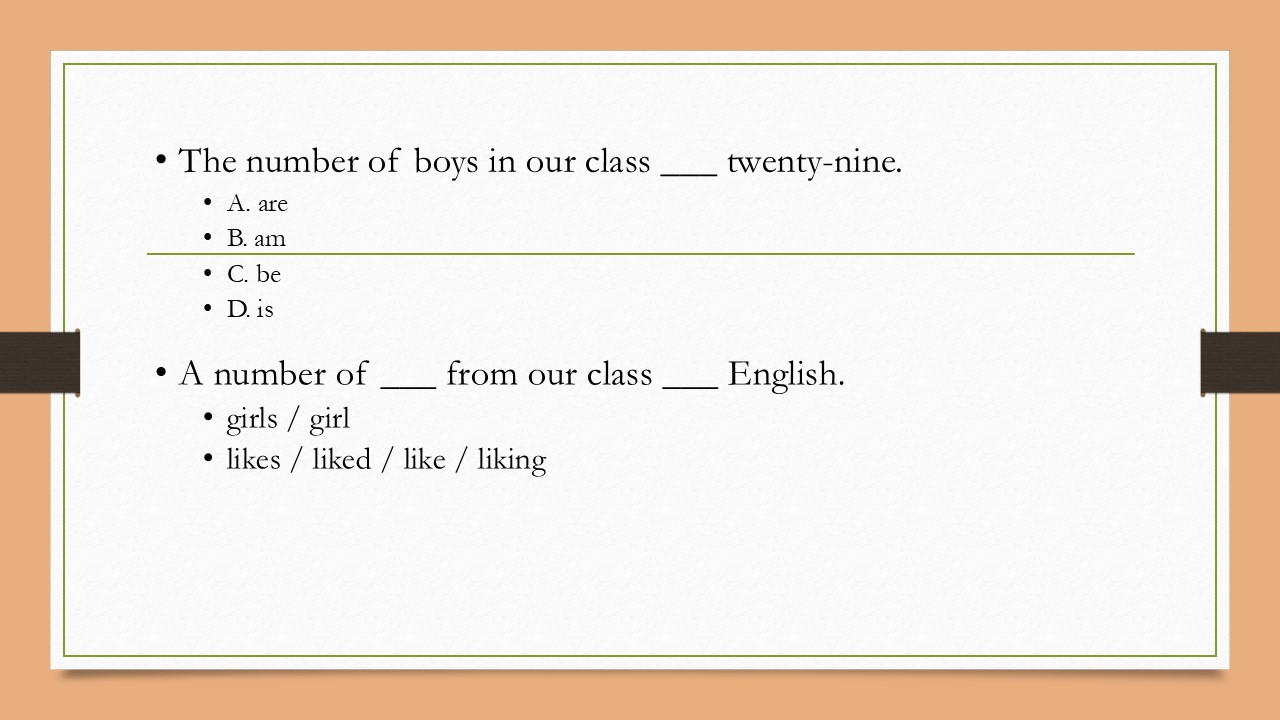 • The number of boys in our class ___ twenty-nine.
• A. are
• B. am
• C. be
• D. is
• A number of ___ from our class ___ English.
• girls / girl
• likes / liked / like / liking